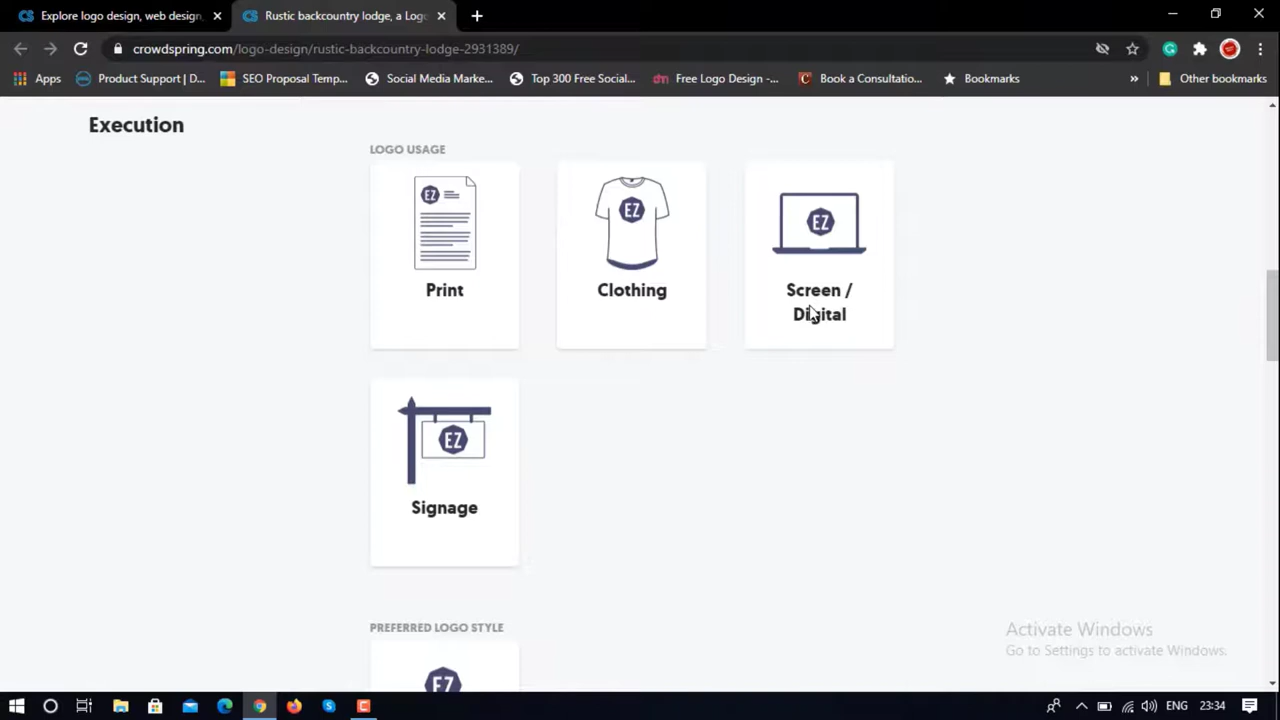 Explore logo design, web design,
Rustic backcountry lodge, a Logo
crowdspring.com/logo-design/rustic-backcountry-lodge-2931389/
Apps
Product Support | D...
SEO Proposal Temp...
Social Media Marke...
Top 300 Free Social...
dm
Free Logo Design -...
C
Book a Consultatio...
Bookmarks
»
Other bookmarks
Execution
LOGO USAGE
EZ
EZ
EZ
Print
Clothing
Screen /
Digital
EZ
Signage
PREFERRED LOGO STYLE
EZ
Activate Windows
Go to Settings to activate Windows.
ENG
23:34